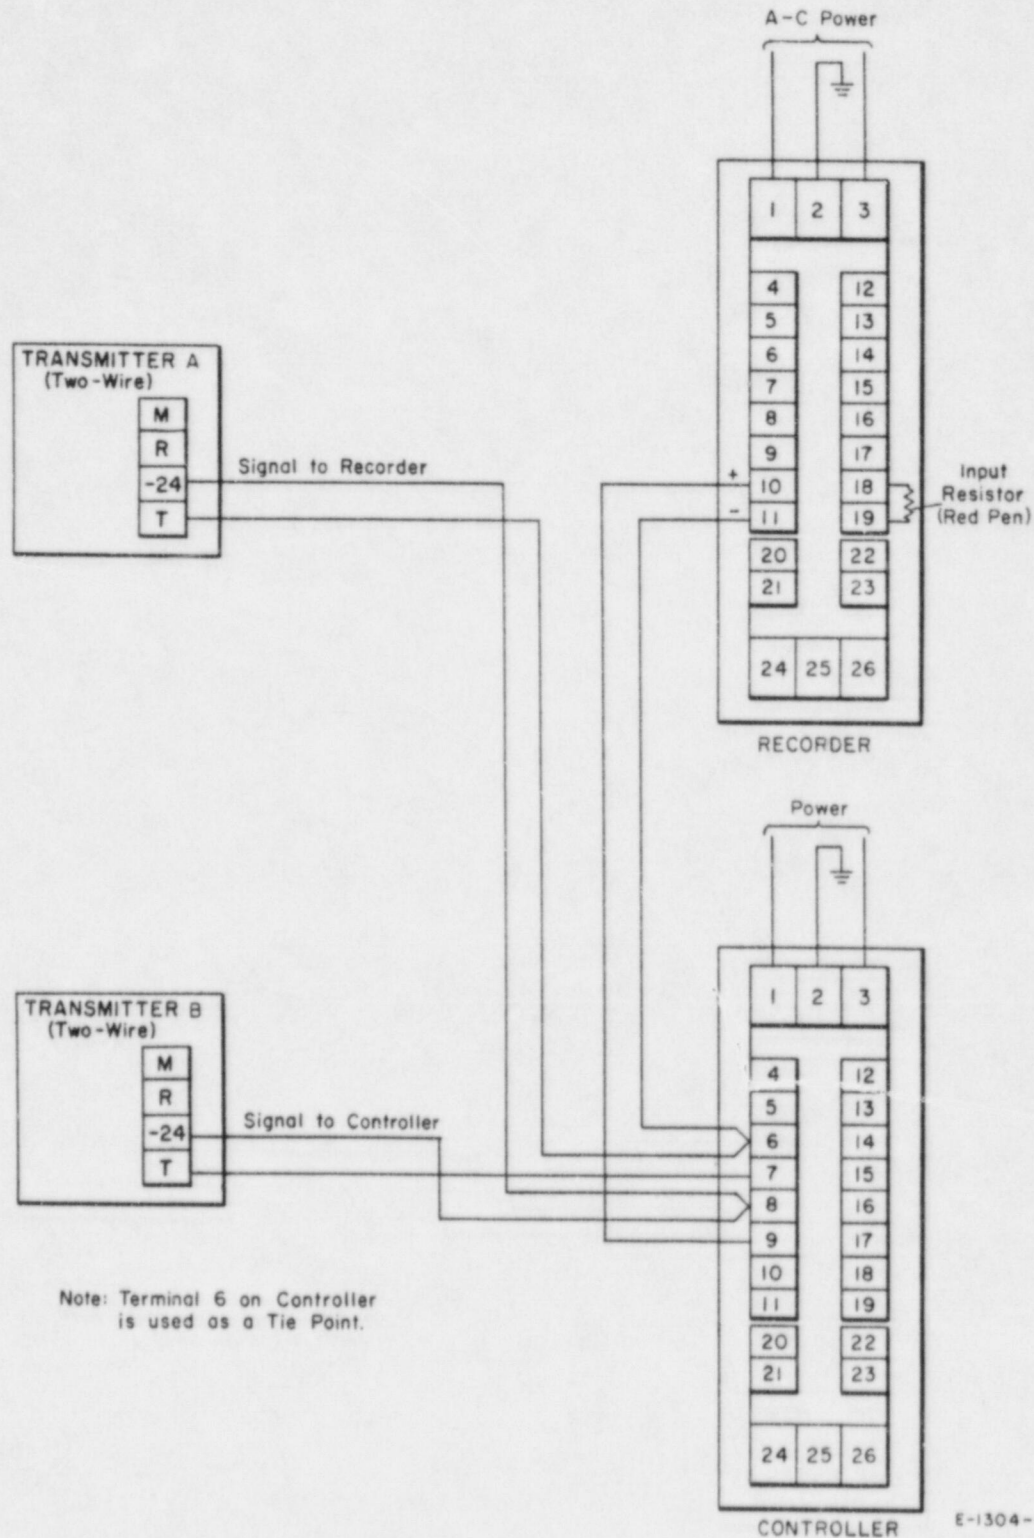 A-C Power
1 2 3
4 12
5 13
TRANSMITTER A
(Two-Wire)
6 14
7 15
M
8 16
R
9 17
Signal to Recorder
-24
+
10 18
Input
Resistor
(Red Pen)
T
-
11 19
20 22
21 23
24 25 26
RECORDER
Power
1 2 3
TRANSMITTER B
(Two-Wire)
M
4 12
R
5 13
Signal to Controller
-24
6 14
T
7 15
8 16
9 17
10 18
Note: Terminal 6 on Controller
is used as a Tie Point.
11 19
20 22
21 23
24 25 26
CONTROLLER
E-1304-